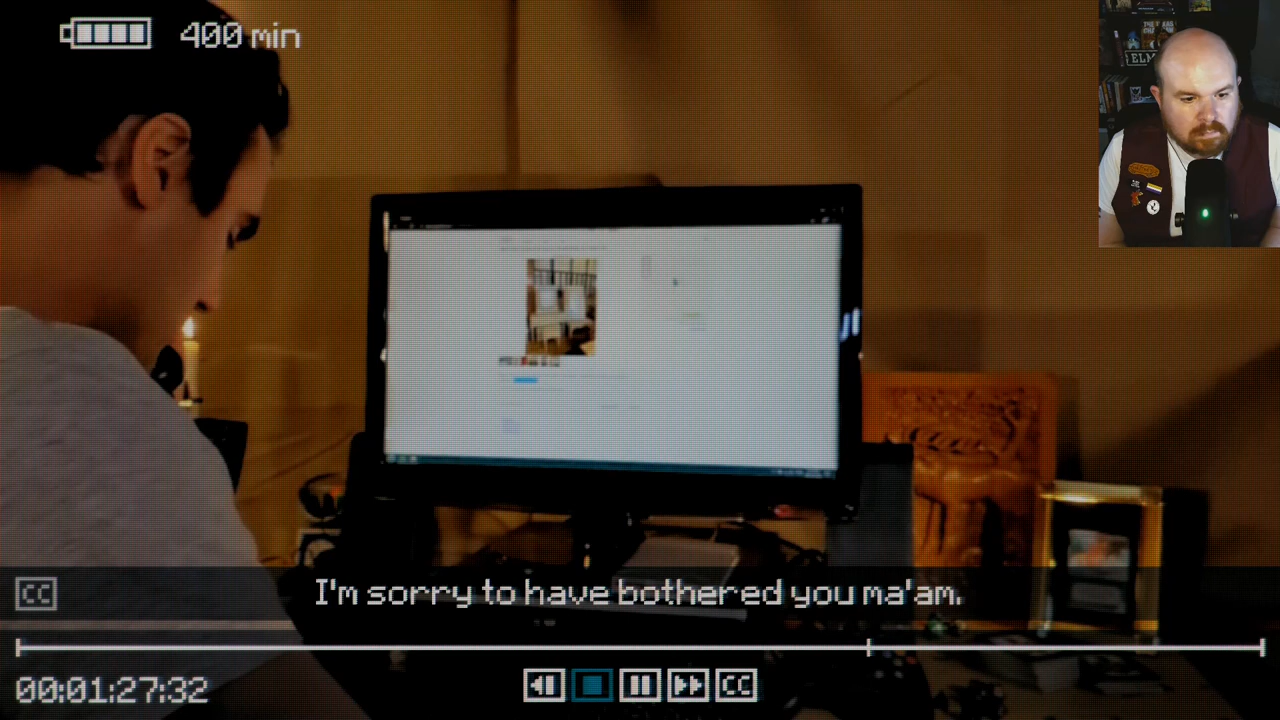 400 min
ELM
CC
I'm sorry to have bothered you ma'am.
00:01:27:32
CC